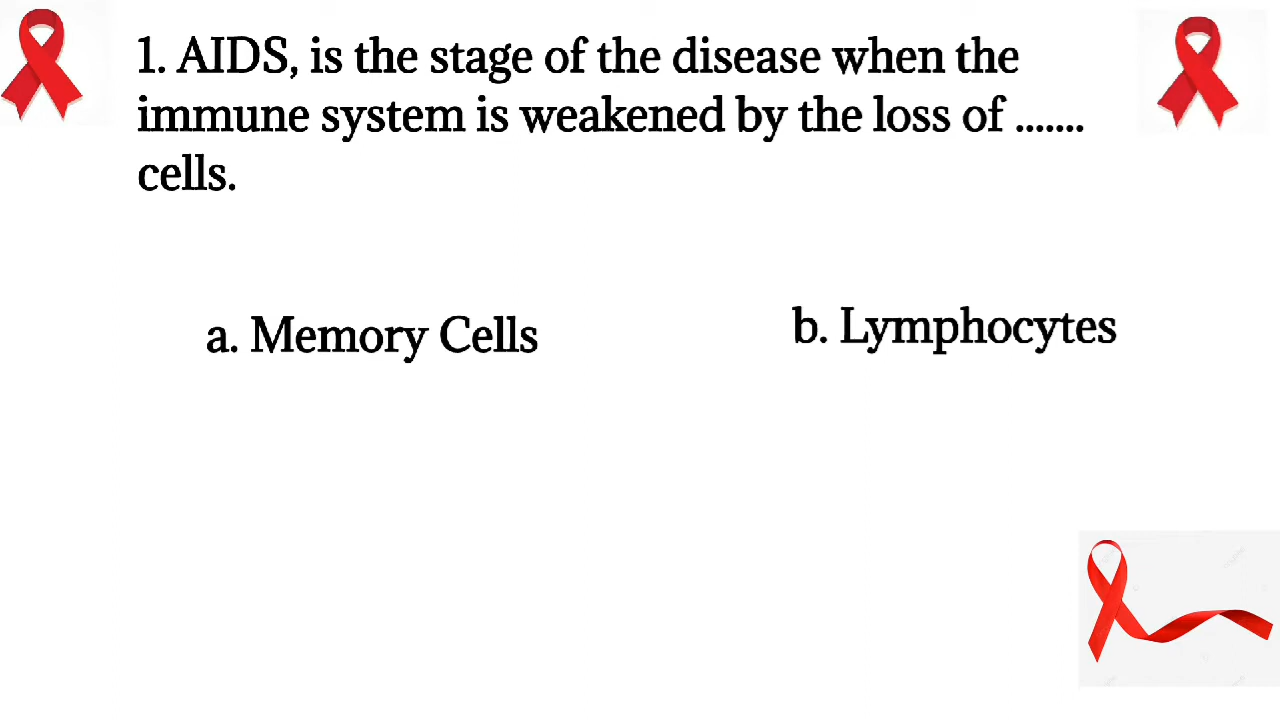 1. AIDS, is the stage of the disease when the
immune system is weakened by the loss of .......
cells.
a. Memory Cells
b. Lymphocytes